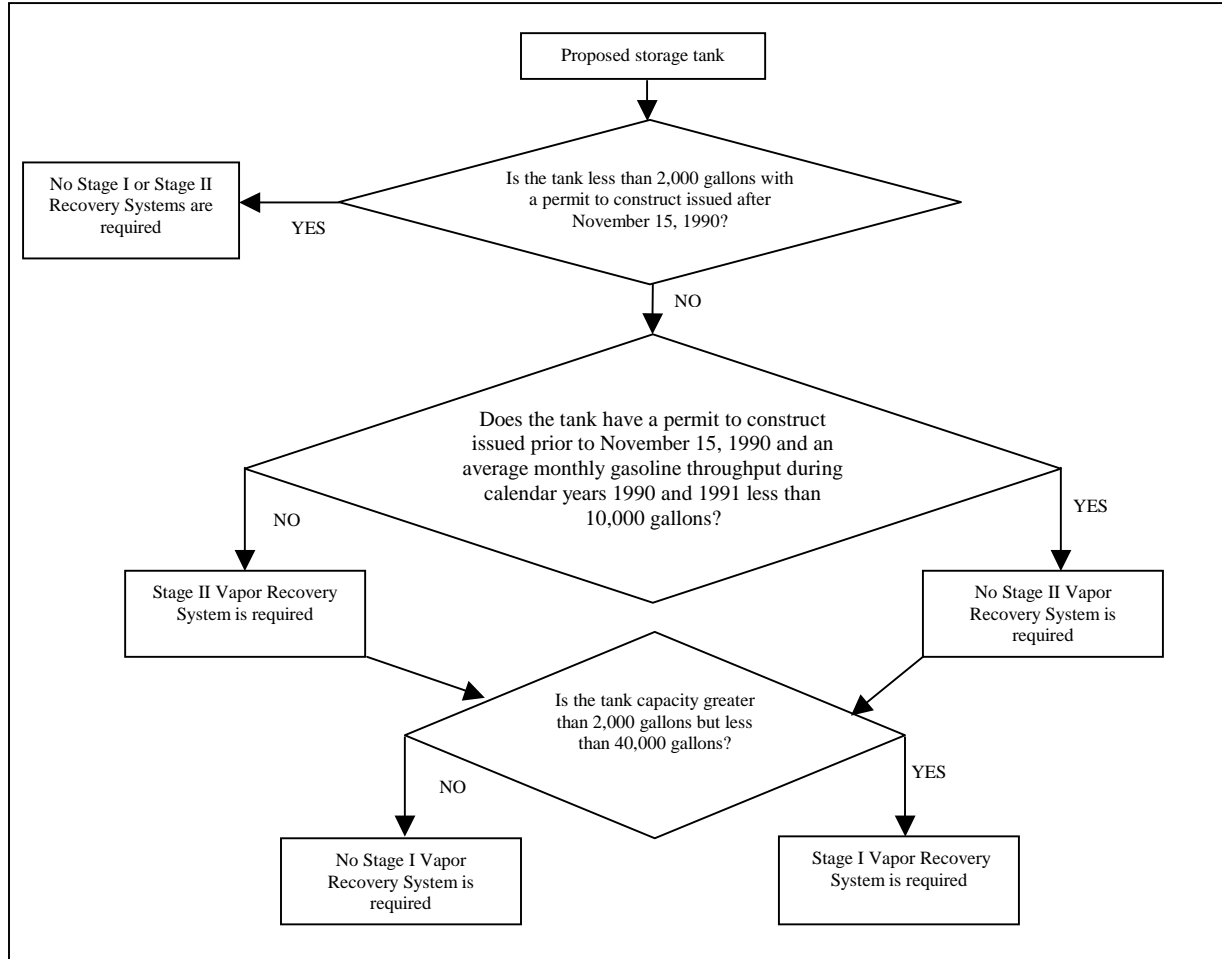 Proposed storage tank
Is the tank less than 2,000 gallons with
a permit to construct issued after
November 15, 1990?
No Stage I or Stage II
Recovery Systems are
required
YES
NO
Does the tank have a permit to construct
issued prior to November 15, 1990 and an
average monthly gasoline throughput during
calendar years 1990 and 1991 less than
10,000 gallons?
NO
YES
Stage II Vapor Recovery
System is required
No Stage II Vapor
Recovery System is
required
Is the tank capacity greater
than 2,000 gallons but less
than 40,000 gallons?
NO
YES
No Stage I Vapor
Recovery System is
required
Stage I Vapor Recovery
System is required